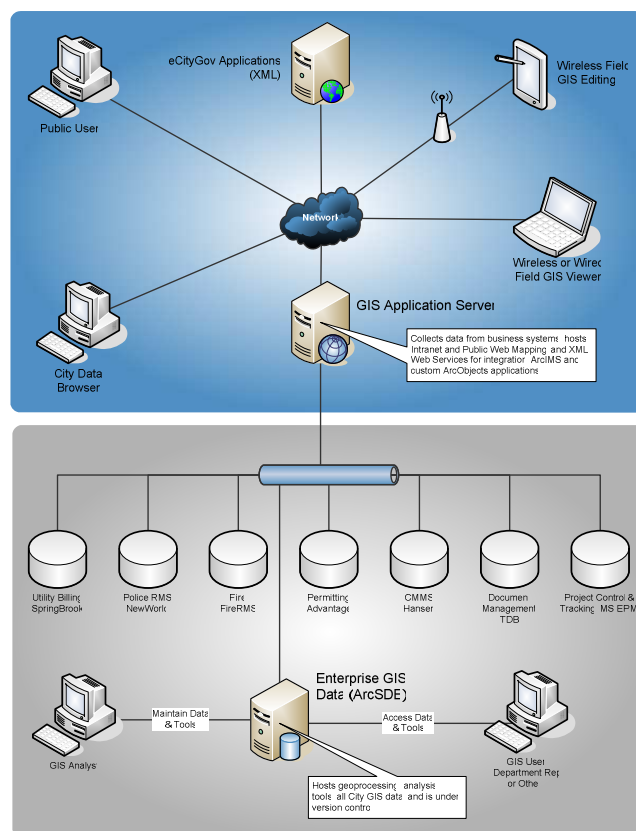 eCityGov Applications
(XML)
Wireless Field
GIS Editing
Public User
Network
Wireless or Wired
Field GIS Viewer
GIS Application Server
Collects data from business systems hosts
Intranet and Public Web Mapping and XML
Web Services for integration ArcIMS and
custom ArcObjects applications
City Data
Browser
Utility Billing
SpringBrook
Police RMS
NewWorld
Fire
FireRMS
Permitting
Advantage
CMMS
Hansen
Document
Management
TDB
Project Control &
Tracking MS EPM
Enterprise GIS
Data (ArcSDE)
Maintain Data
& Tools
Access Data
& Tools
GIS Analyst
GIS User
Department Rep
or Other
Hosts geoprocessing analysis
tools all City GIS data and is under
version control